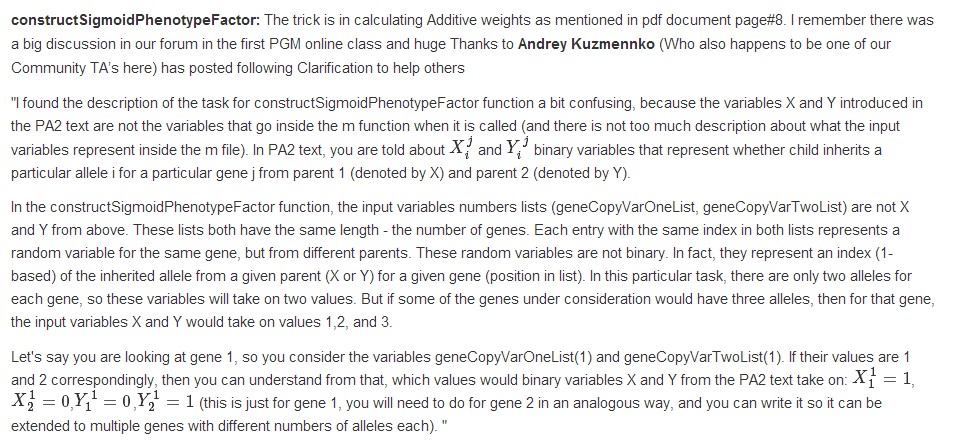 constructSigmoidPhenotypeFactor: The trick is in calculating Additive weights as mentioned in pdf document page#8. I remember there was
a big discussion in our forum in the first PGM online class and huge Thanks to Andrey Kuzmennko (Who also happens to be one of our
Community TA's here) has posted following Clarification to help others
"I found the description of the task for constructSigmoidPhenotypeFactor function a bit confusing, because the variables X and Y introduced in
the PA2 text are not the variables that go inside the m function when it is called (and there is not too much description about what the input
variables represent inside the m file). In PA2 text, you are told about $X_i^j$ and $Y_i^j$ binary variables that represent whether child inherits a
particular allele i for a particular gene j from parent 1 (denoted by X) and parent 2 (denoted by Y).
In the constructSigmoidPhenotypeFactor function, the input variables numbers lists (geneCopyVarOneList, geneCopyVarTwoList) are not X
and Y from above. These lists both have the same length - the number of genes. Each entry with the same index in both lists represents a
random variable for the same gene, but from different parents. These random variables are not binary. In fact, they represent an index (1-
based) of the inherited allele from a given parent (X or Y) for a given gene (position in list). In this particular task, there are only two alleles for
each gene, so these variables will take on two values. But if some of the genes under consideration would have three alleles, then for that gene,
the input variables X and Y would take on values 1,2, and 3.
Let's say you are looking at gene 1, so you consider the variables geneCopyVarOneList(1) and geneCopyVarTwoList(1). If their values are 1
and 2 correspondingly, then you can understand from that, which values would binary variables X and Y from the PA2 text take on: $X_1^1 = 1$,
$X_2^1 = 0$,$Y_1^1 = 0$,$Y_2^1 = 1$ (this is just for gene 1, you will need to do for gene 2 in an analogous way, and you can write it so it can be
extended to multiple genes with different numbers of alleles each). "